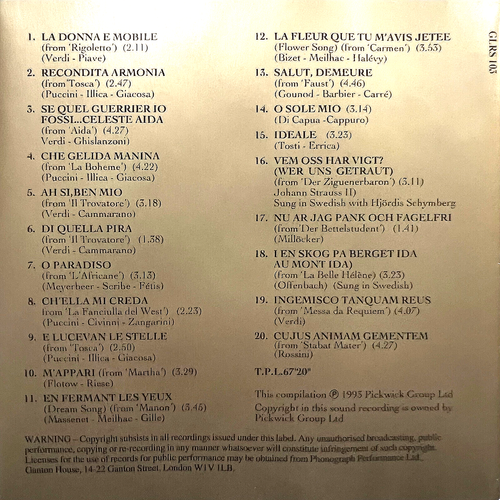 1. LA DONNA E MOBILE
(from 'Rigoletto') (2.11)
(Verdi - Piave)
2. RECONDITA ARMONIA
(from 'Tosca') (2.47)
(Puccini - Illica - Giacosa)
3. SE QUEL GUERRIER IO
FOSSI...CELESTE AIDA
(from 'Aida') (4.27)
Verdi - Ghislanzoni)
4. CHE GELIDA MANINA
(from 'La Boheme') (4.22)
(Puccini - Illica - Giacosa)
5. AH SI, BEN MIO
(from 'Il Trovatore') (3.18)
(Verdi - Cammarano)
6. DI QUELLA PIRA
(from 'Il Trovatore') (1.38)
(Verdi - Cammarano)
7. O PARADISO
(from 'L'Africane') (3.13)
(Meyerbeer - Scribe - Fétis)
8. CH'ELLA MI CREDA
(from 'La Fanciulla del West') (2.23)
(Puccini - Civinni - Zangarini)
9. E LUCEVAN LE STELLE
(from 'Tosca') (2.50)
(Puccini - Illica - Giacosa)
10. M'APPARI (from 'Martha') (3.29)
(Flotow - Riese)
11. EN FERMANT LES YEUX
(Dream Song) (from 'Manon') (3.45)
(Massenet - Meilhac - Gille)
12. LA FLEUR QUE TU M'AVIS JETEE
(Flower Song) (from 'Carmen') (3.53)
(Bizet - Meilhac - Halévy)
13. SALUT, DEMEURE
(from 'Faust') (4.46)
(Gounod - Barbier - Carré)
14. O SOLE MIO (3.14)
(Di Capua - Cappuro)
15. IDEALE (3.23)
(Tosti - Errica)
16. VEM OSS HAR VIGT?
(WER UNS GETRAUT)
(from 'Der Ziguenerbaron') (3.11)
Johann Strauss II)
Sung in Swedish with Hjördis Schymberg
17. NU AR JAG PANK OCH FAGELFRI
(from 'Der Bettelstudent') (1.41)
(Millöcker)
18. I EN SKOG PA BERGET IDA
AU MONT IDA)
(from 'La Belle Hélène) (3.23)
(Offenbach) (Sung in Swedish)
19. INGEMISCO TANQUAM REUS
(from 'Messa da Requiem') (4.07)
(Verdi)
20. CUJUS ANIMAM GEMENTEM
(from 'Stabat Mater') (4.27)
(Rossini)
T.P.L. 67'20"
This compilation ℗ 1993 Pickwick Group Ltd
Copyright in this sound recording is owned by
Pickwick Group Ltd
GLRS 103
WARNING – Copyright subsists in all recordings issued under this label. Any unauthorised broadcasting, public
performance, copying or re-recording in any manner whatsoever will constitute infringement of such copyright.
Licenses for the use of records for public performance may be obtained from Phonograph Performance Ltd.,
Ganton House, 14-22 Ganton Street, London W1V 1LB.